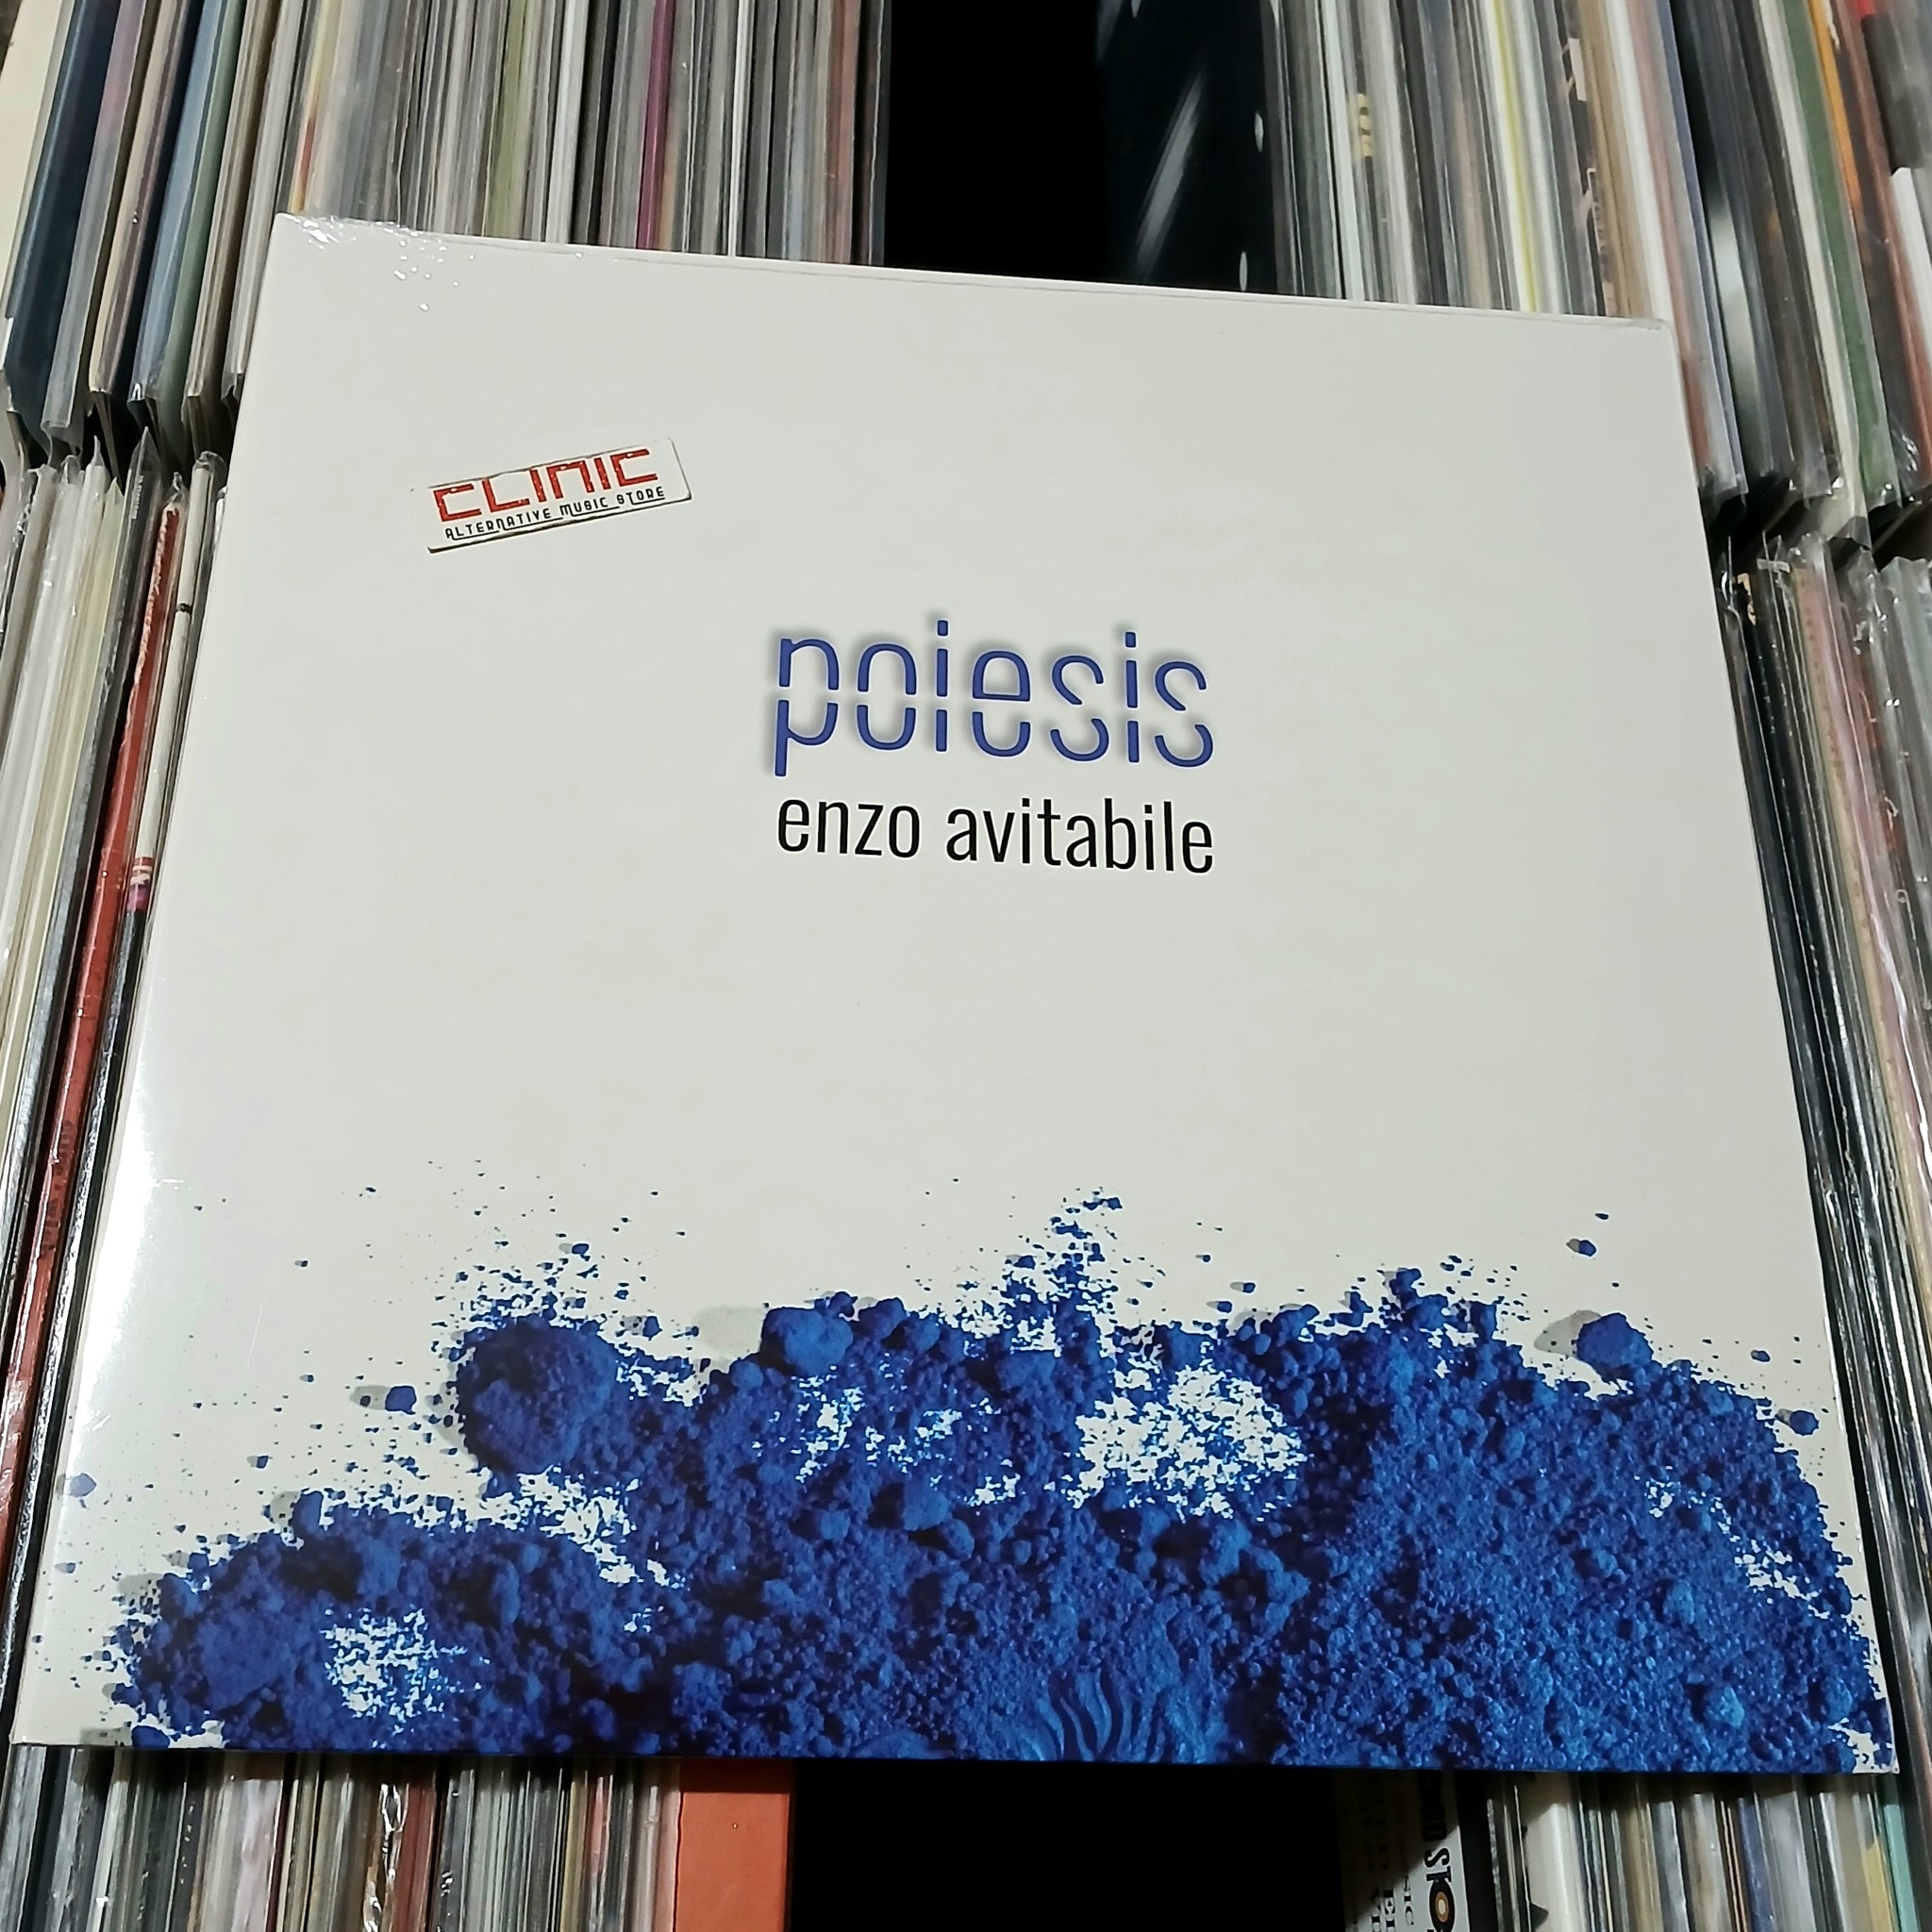 CLINIC
ALTERNATIVE MUSIC STORE
poiesis
enzo avitabile